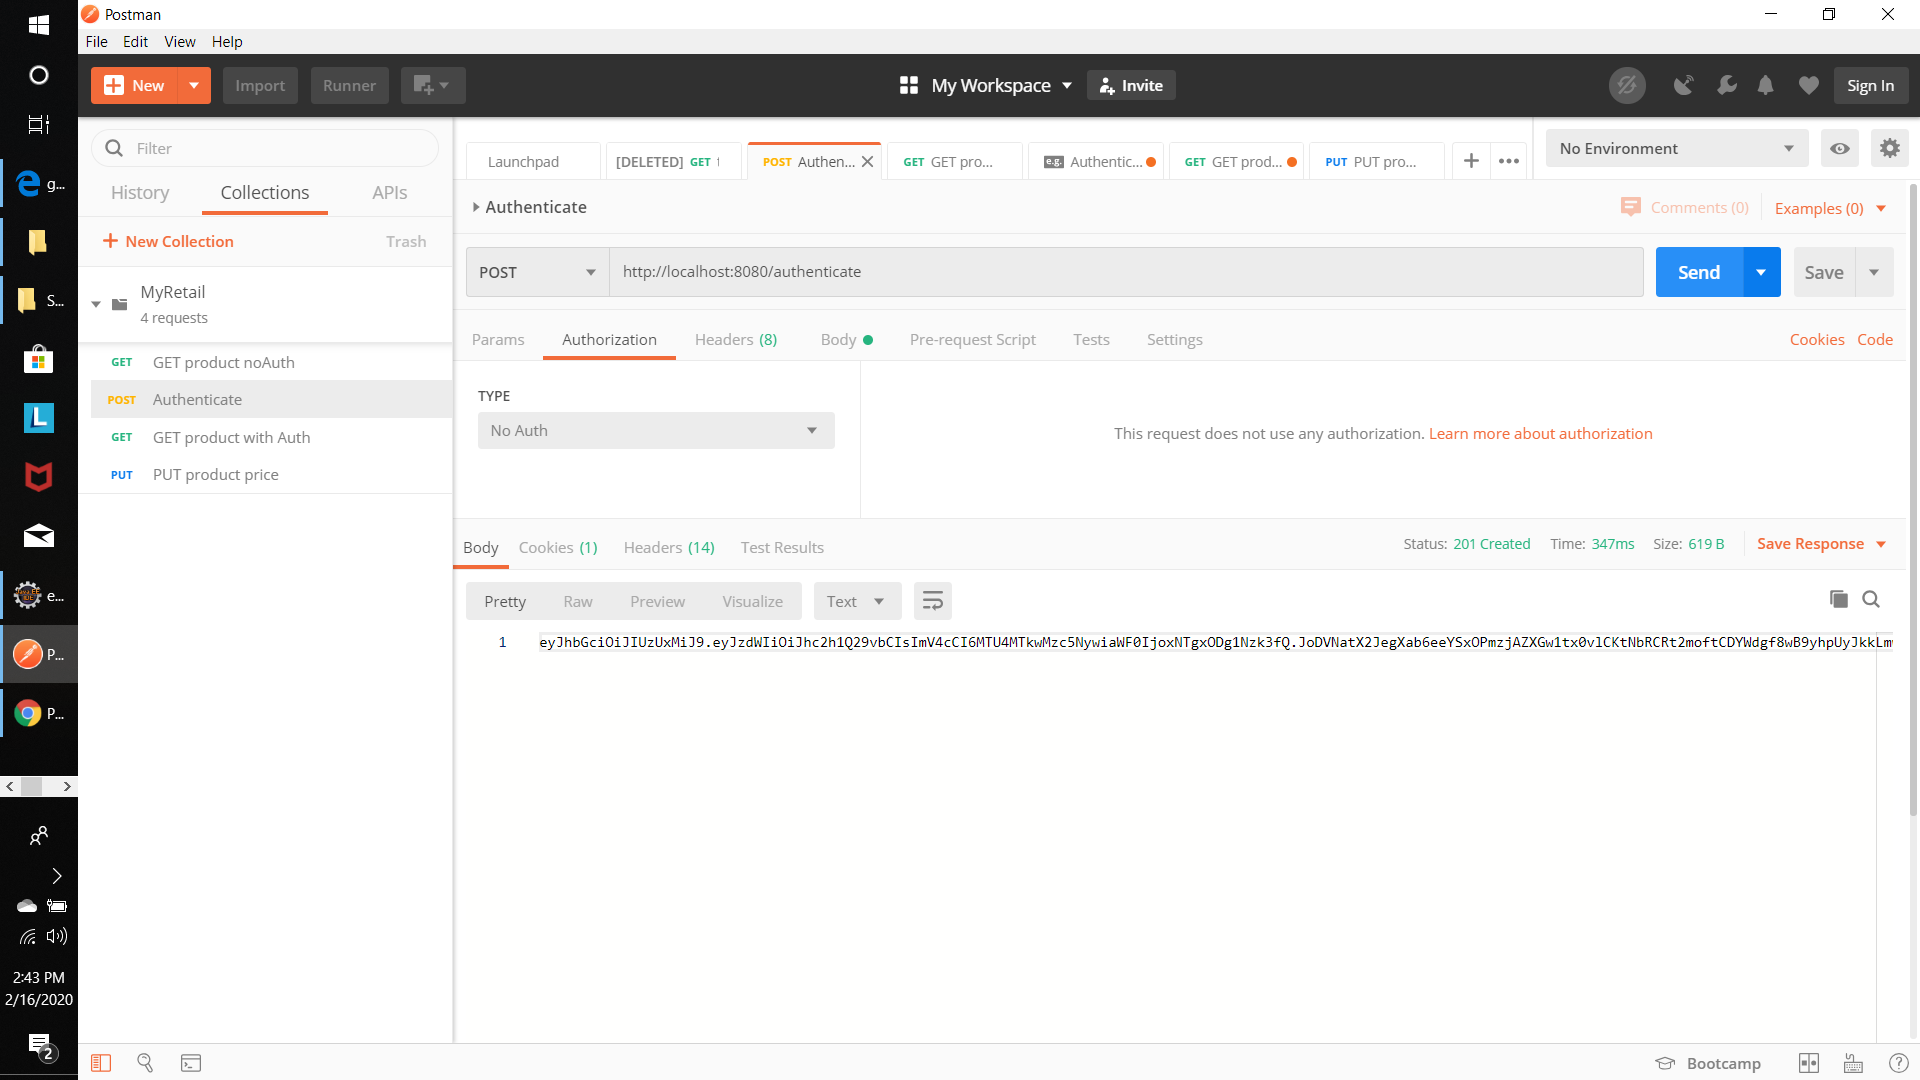 Postman
File Edit View Help
New Import Runner My Workspace Invite Sign In
Filter
History Collections APIs
New Collection Trash
MyRetail
4 requests
GET GET product noAuth
POST Authenticate
GET GET product with Auth
PUT PUT product price
Launchpad [DELETED] GET POST Authen... GET GET pro... e.g. Authentic... GET GET prod... PUT PUT pro... No Environment
Authenticate Comments (0) Examples (0)
POST http://localhost:8080/authenticate Send Save
Params Authorization Headers (8) Body Pre-request Script Tests Settings Cookies Code
TYPE
No Auth
This request does not use any authorization. Learn more about authorization
Body Cookies (1) Headers (14) Test Results Status: 201 Created Time: 347ms Size: 619 B Save Response
Pretty Raw Preview Visualize Text
1 eyJhbGciOiJIUzUxMiJ9.eyJzdWIiOiJhc2h1Q29vbCIsImV4cCI6MTU4MTkwMzc5NywiaWF0IjoxNTgxODg1Nzk3fQ.JoDVNatX2JegXab6eeYSxOPmzjAZXGw1tx0vlCKtNbRCRt2moftCDYWdgf8wB9yhpUyJkkLm
g...
S...
L
e...
P...
P...
2:43 PM
2/16/2020
2
Bootcamp